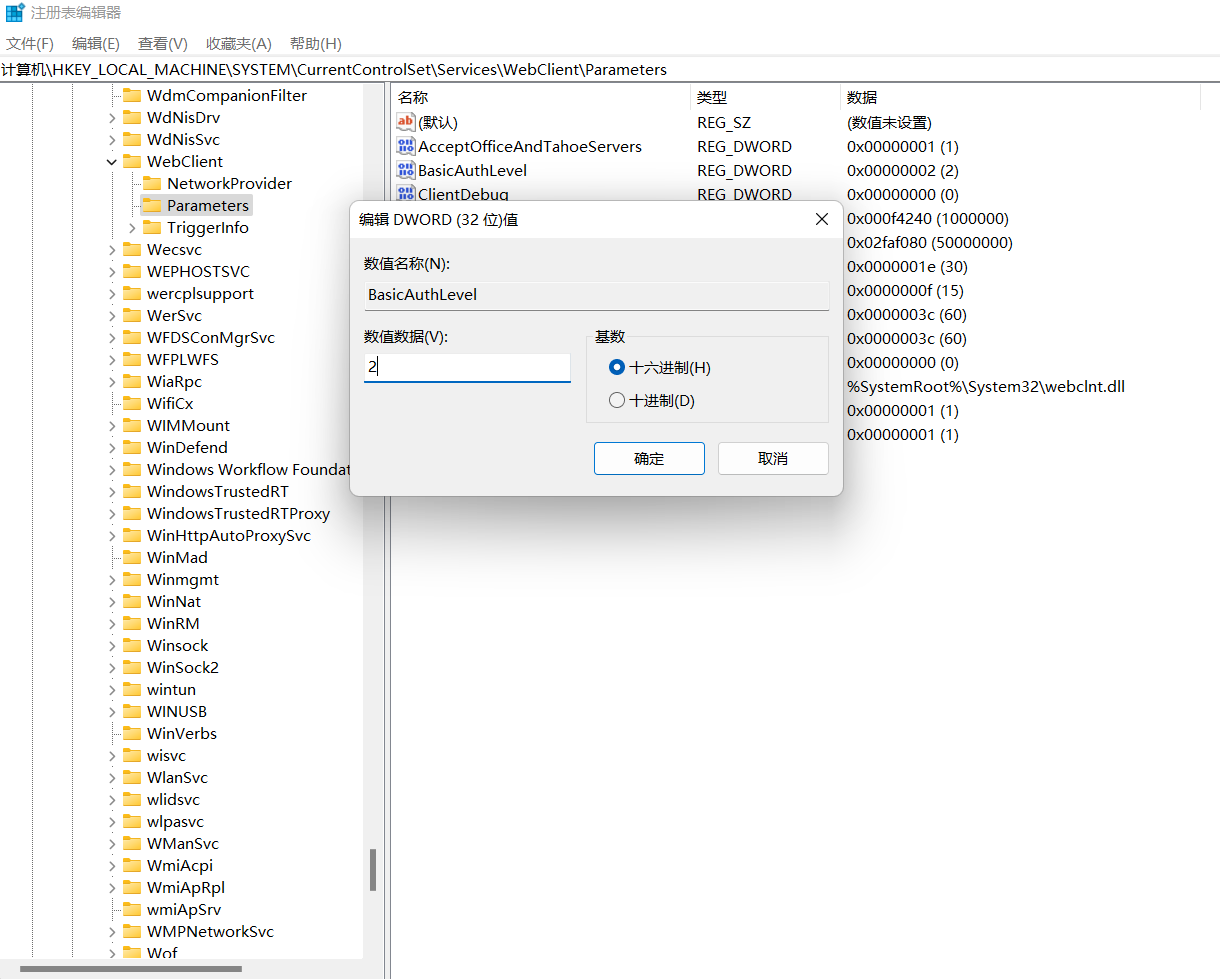 注册表编辑器
文件(F) 编辑(E) 查看(V) 收藏夹(A) 帮助(H)
计算机\HKEY_LOCAL_MACHINE\SYSTEM\CurrentControlSet\Services\WebClient\Parameters
WdmCompanionFilter
WdNisDrv
WdNisSvc
WebClient
NetworkProvider
Parameters
TriggerInfo
Wecsvc
WEPHOSTSVC
wercplsupport
WerSvc
WFDSConMgrSvc
WFPLWFS
WiaRpc
WifiCx
WIMMount
WinDefend
Windows Workflow Foundat
WindowsTrustedRT
WindowsTrustedRTProxy
WinHttpAutoProxySvc
WinMad
Winmgmt
WinNat
WinRM
Winsock
WinSock2
wintun
WINUSB
WinVerbs
wisvc
WlanSvc
wlidsvc
wlpasvc
WManSvc
WmiAcpi
WmiApRpl
wmiApSrv
WMPNetworkSvc
Wof
名称 类型 数据
(默认) REG_SZ (数值未设置)
AcceptOfficeAndTahoeServers REG_DWORD 0x00000001 (1)
BasicAuthLevel REG_DWORD 0x00000002 (2)
ClientDebug REG_DWORD 0x00000000 (0)
0x000f4240 (1000000)
0x02faf080 (50000000)
0x0000001e (30)
0x0000000f (15)
0x0000003c (60)
0x0000003c (60)
0x00000000 (0)
%SystemRoot%\System32\webclnt.dll
0x00000001 (1)
0x00000001 (1)
编辑 DWORD (32 位)值
数值名称(N):
BasicAuthLevel
数值数据(V):
2
基数
十六进制(H)
十进制(D)
确定 取消